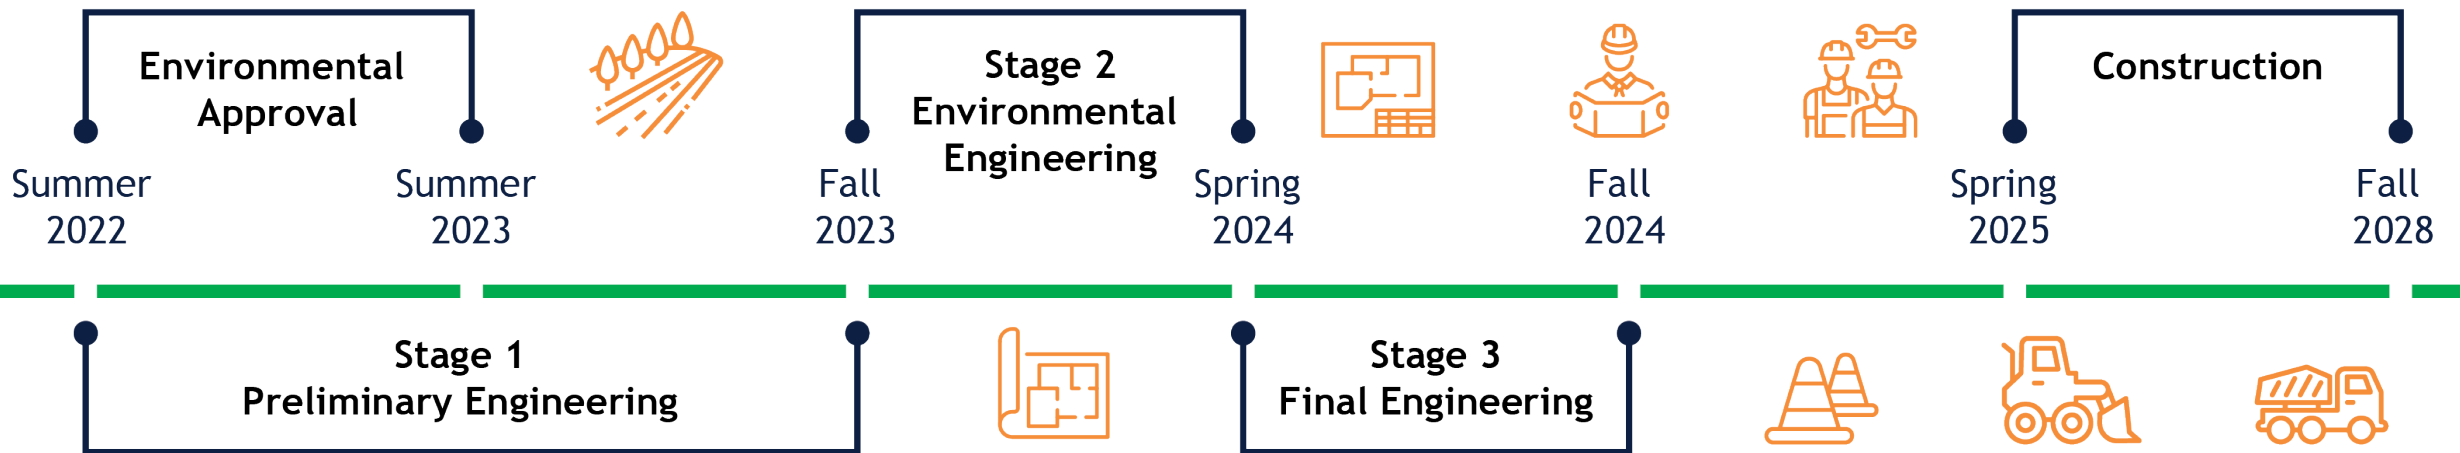 Environmental
Approval
Stage 2
Environmental
Engineering
Construction
Summer
2022
Summer
2023
Fall
2023
Spring
2024
Fall
2024
Spring
2025
Fall
2028
Stage 1
Preliminary Engineering
Stage 3
Final Engineering